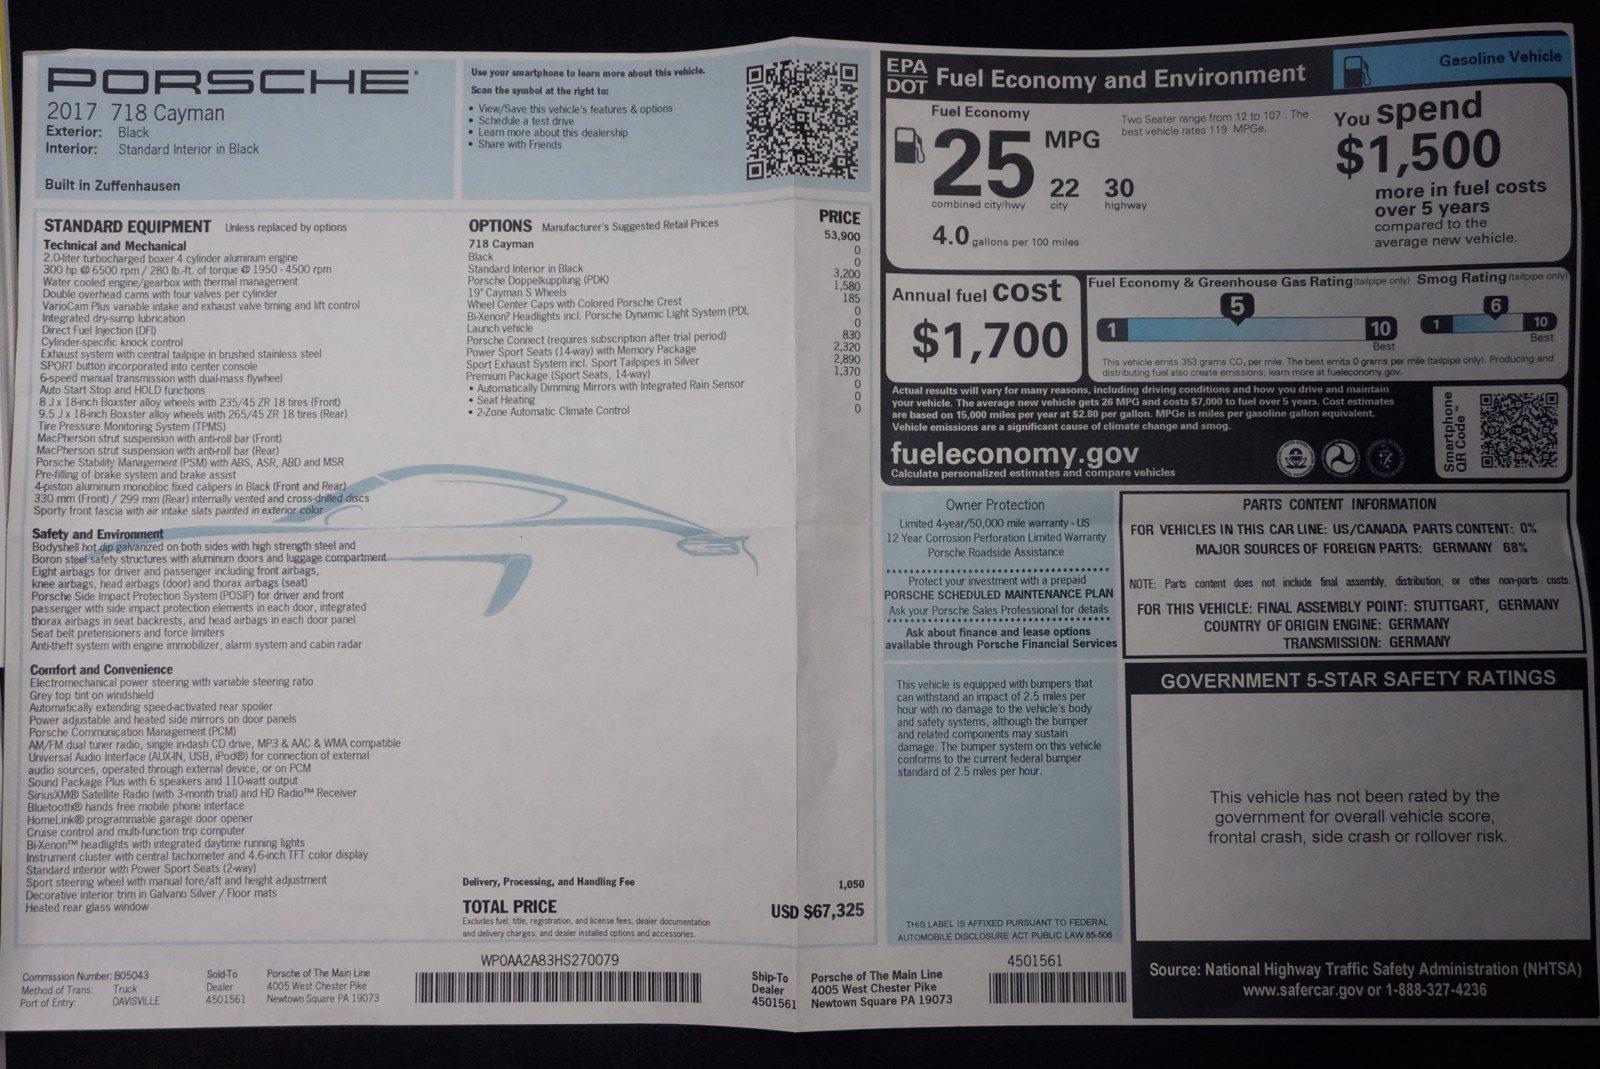 PORSCHE
2017 718 Cayman
Exterior: Black
Interior: Standard Interior in Black
Built in Zuffenhausen
Use your smartphone to learn more about this vehicle.
Scan the symbol at the right to:
• View/Save this vehicle's features & options
• Schedule a test drive
• Learn more about this dealership
• Share with Friends
STANDARD EQUIPMENT Unless replaced by options
Technical and Mechanical
2.0-liter turbocharged boxer 4 cylinder aluminum engine
300 hp @ 6500 rpm / 280 lb.-ft. of torque @ 1950 - 4500 rpm
Water cooled engine/gearbox with thermal management
Double overhead cams with four valves per cylinder
VarioCam Plus variable intake and exhaust valve timing and lift control
Integrated dry-sump lubrication
Direct Fuel Injection (DFI)
Cylinder-specific knock control
Exhaust system with central tailpipe in brushed stainless steel
SPORT button incorporated into center console
6-speed manual transmission with dual-mass flywheel
Auto Start Stop and HOLD functions
8 J x 18-inch Boxster alloy wheels with 235/45 ZR 18 tires (Front)
9.5 J x 18-inch Boxster alloy wheels with 265/45 ZR 18 tires (Rear)
Tire Pressure Monitoring System (TPMS)
MacPherson strut suspension with anti-roll bar (Front)
MacPherson strut suspension with anti-roll bar (Rear)
Porsche Stability Management (PSM) with ABS, ASR, ABD and MSR
Pre-filling of brake system and brake assist
4-piston aluminum monobloc fixed calipers in Black (Front and Rear)
330 mm (Front) / 299 mm (Rear) internally vented and cross-drilled discs
Sporty front fascia with air intake slats painted in exterior color
Safety and Environment
Bodyshell hot dip galvanized on both sides with high strength steel and
Boron steel safety structures with aluminum doors and luggage compartment
Eight airbags for driver and passenger including front airbags,
knee airbags, head airbags (door) and thorax airbags (seat)
Porsche Side Impact Protection System (POSIP) for driver and front
passenger with side impact protection elements in each door, integrated
thorax airbags in seat backrests, and head airbags in each door panel
Seat belt pretensioners and force limiters
Anti-theft system with engine immobilizer, alarm system and cabin radar
Comfort and Convenience
Electromechanical power steering with variable steering ratio
Grey top tint on windshield
Automatically extending speed-activated rear spoiler
Power adjustable and heated side mirrors on door panels
Porsche Communication Management (PCM)
AM/FM dual tuner radio, single in-dash CD drive, MP3 & AAC & WMA compatible
Universal Audio Interface (AUX-IN, USB, iPod®) for connection of external
audio sources, operated through external device, or on PCM
Sound Package Plus with 6 speakers and 110-watt output
SiriusXM® Satellite Radio (with 3-month trial) and HD Radio™ Receiver
Bluetooth® hands free mobile phone interface
HomeLink® programmable garage door opener
Cruise control and multi-function trip computer
Bi-Xenon™ headlights with integrated daytime running lights
Instrument cluster with central tachometer and 4.6-inch TFT color display
Standard interior with Power Sport Seats (2-way)
Sport steering wheel with manual fore/aft and height adjustment
Decorative interior trim in Galvano Silver / Floor mats
Heated rear glass window
OPTIONS Manufacturer's Suggested Retail Prices PRICE
718 Cayman 53,900
Black 0
Standard Interior in Black 0
Porsche Doppelkupplung (PDK) 3,200
19" Cayman S Wheels 1,580
Wheel Center Caps with Colored Porsche Crest 185
Bi-Xenon? Headlights incl. Porsche Dynamic Light System (PDL 0
Launch vehicle 0
Porsche Connect (requires subscription after trial period) 830
Power Sport Seats (14-way) with Memory Package 2,320
Sport Exhaust System incl. Sport Tailpipes in Silver 2,890
Premium Package (Sport Seats, 14-way) 1,370
• Automatically Dimming Mirrors with Integrated Rain Sensor 0
• Seat Heating 0
• 2-Zone Automatic Climate Control 0
Delivery, Processing, and Handling Fee 1,050
TOTAL PRICE USD $67,325
Excludes fuel, title, registration, and license fees, dealer documentation
and delivery charges, and dealer installed options and accessories.
Commission Number: B05043
Method of Trans: Truck
Port of Entry: DAVISVILLE
Sold-To
Dealer
4501561
Porsche of The Main Line
4005 West Chester Pike
Newtown Square PA 19073
WP0AA2A83HS270079
Ship-To
Dealer
4501561
Porsche of The Main Line
4005 West Chester Pike
Newtown Square PA 19073
4501561
EPA
DOT
Fuel Economy and Environment
Gasoline Vehicle
Fuel Economy
25 MPG
combined city/hwy
22
city
30
highway
4.0 gallons per 100 miles
Two Seater range from 12 to 107. The
best vehicle rates 119 MPGe.
You spend
$1,500
more in fuel costs
over 5 years
compared to the
average new vehicle.
Annual fuel cost
$1,700
Fuel Economy & Greenhouse Gas Rating (tailpipe only)
1 5 10
Best
Smog Rating (tailpipe only)
1 6 10
Best
This vehicle emits 353 grams CO2 per mile. The best emits 0 grams per mile (tailpipe only). Producing and
distributing fuel also create emissions; learn more at fueleconomy.gov.
Actual results will vary for many reasons, including driving conditions and how you drive and maintain
your vehicle. The average new vehicle gets 26 MPG and costs $7,000 to fuel over 5 years. Cost estimates
are based on 15,000 miles per year at $2.80 per gallon. MPGe is miles per gasoline gallon equivalent.
Vehicle emissions are a significant cause of climate change and smog.
fueleconomy.gov
Calculate personalized estimates and compare vehicles
Smartphone
QR Code™
Owner Protection
Limited 4-year/50,000 mile warranty - US
12 Year Corrosion Perforation Limited Warranty
Porsche Roadside Assistance
Protect your investment with a prepaid
PORSCHE SCHEDULED MAINTENANCE PLAN
Ask your Porsche Sales Professional for details
Ask about finance and lease options
available through Porsche Financial Services
This vehicle is equipped with bumpers that
can withstand an impact of 2.5 miles per
hour with no damage to the vehicle's body
and safety systems, although the bumper
and related components may sustain
damage. The bumper system on this vehicle
conforms to the current federal bumper
standard of 2.5 miles per hour.
THIS LABEL IS AFFIXED PURSUANT TO FEDERAL
AUTOMOBILE DISCLOSURE ACT PUBLIC LAW 85-506
PARTS CONTENT INFORMATION
FOR VEHICLES IN THIS CAR LINE: US/CANADA PARTS CONTENT: 0%
MAJOR SOURCES OF FOREIGN PARTS: GERMANY 68%
NOTE: Parts content does not include final assembly, distribution, or other non-parts costs.
FOR THIS VEHICLE: FINAL ASSEMBLY POINT: STUTTGART, GERMANY
COUNTRY OF ORIGIN ENGINE: GERMANY
TRANSMISSION: GERMANY
GOVERNMENT 5-STAR SAFETY RATINGS
This vehicle has not been rated by the
government for overall vehicle score,
frontal crash, side crash or rollover risk.
Source: National Highway Traffic Safety Administration (NHTSA)
www.safercar.gov or 1-888-327-4236